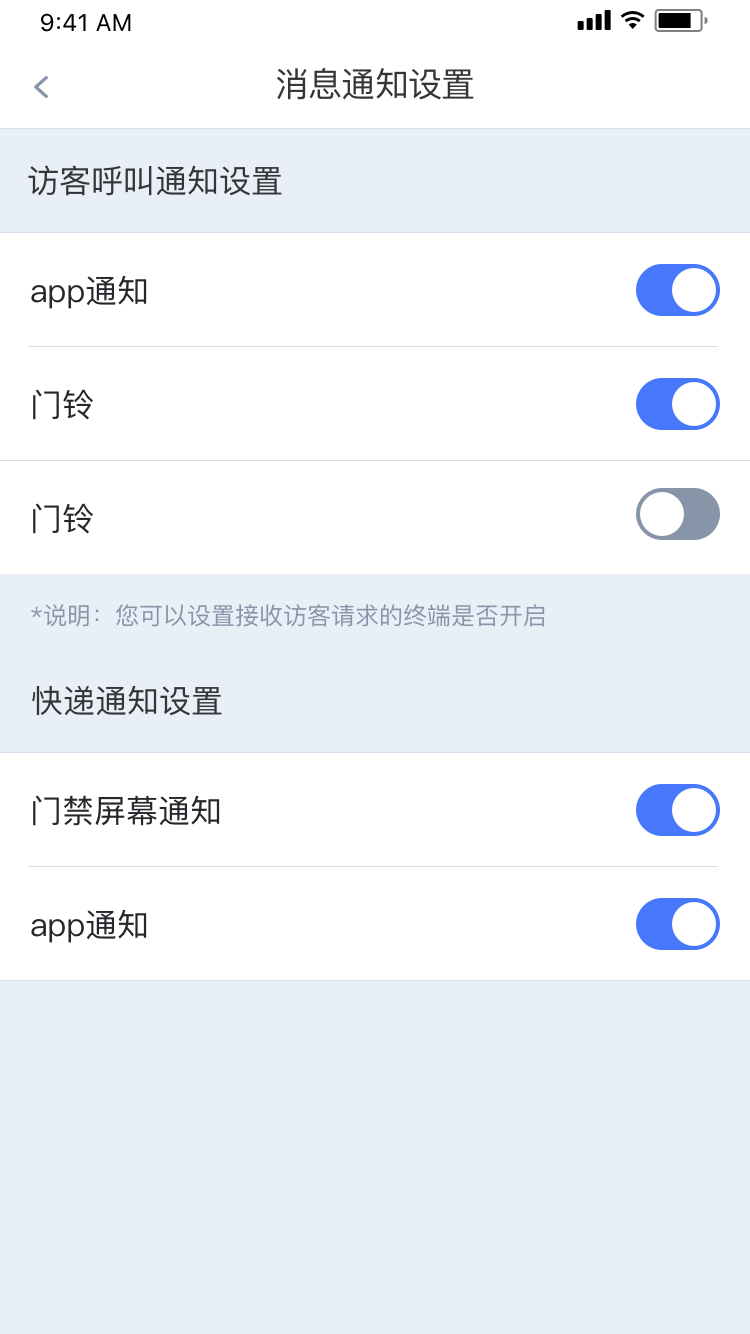 9:41 AM
消息通知设置
访客呼叫通知设置
app通知
门铃
门铃
*说明：您可以设置接收访客请求的终端是否开启
快递通知设置
门禁屏幕通知
app通知